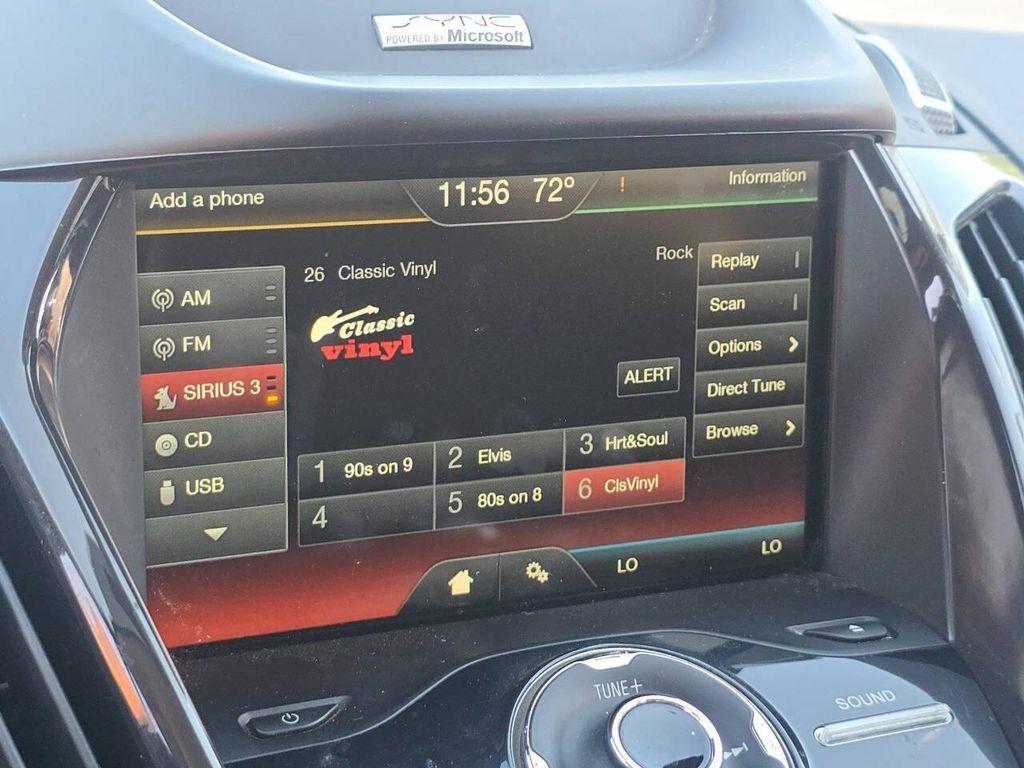 SYNC
POWERED BY Microsoft
Add a phone
11:56 72°
!
Information
26 Classic Vinyl
Rock
Classic
vinyl
AM
FM
SIRIUS 3
CD
USB
ALERT
Replay
Scan
Options
Direct Tune
Browse
1 90s on 9
2 Elvis
3 Hrt&Soul
4
5 80s on 8
6 ClsVinyl
LO
LO
TUNE+
SOUND